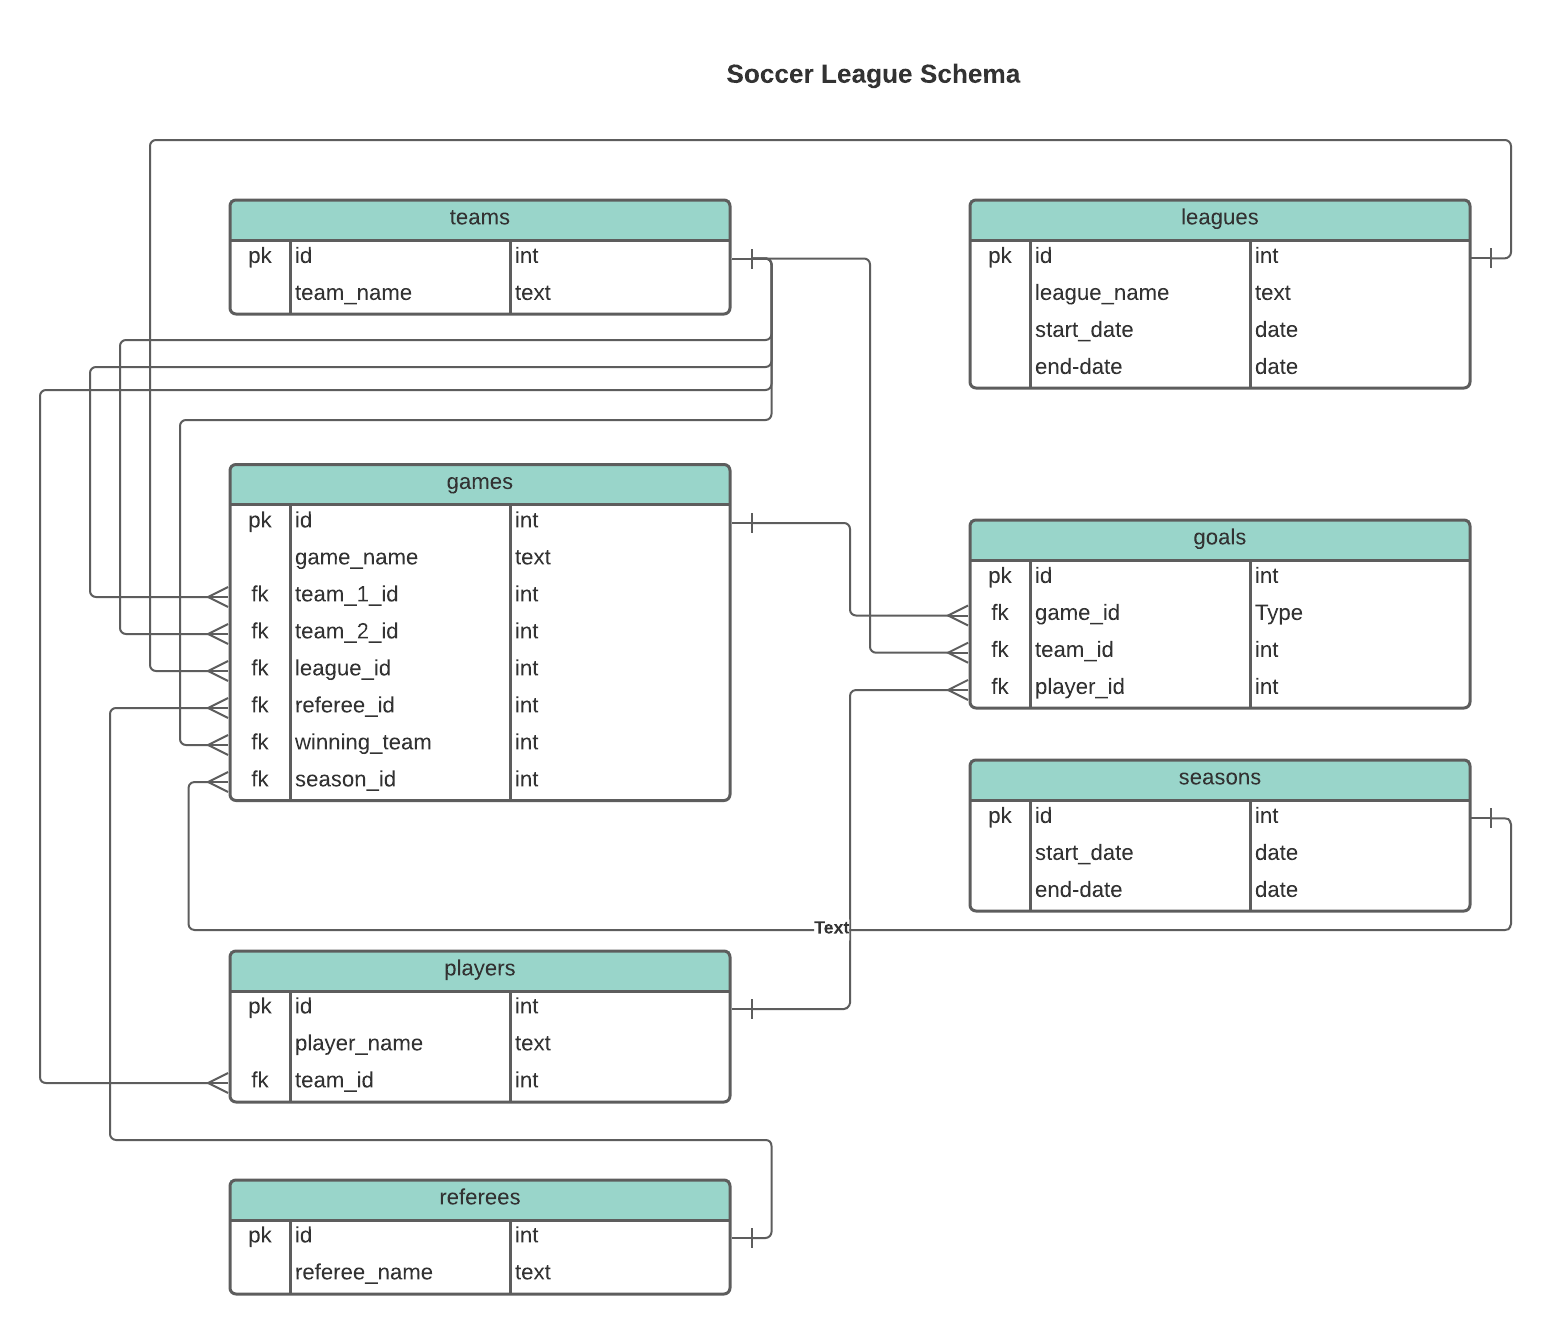 Soccer League Schema
teams
pk id int
team_name text
leagues
pk id int
league_name text
start_date date
end-date date
games
pk id int
game_name text
fk team_1_id int
fk team_2_id int
fk league_id int
fk referee_id int
fk winning_team int
fk season_id int
goals
pk id int
fk game_id Type
fk team_id int
fk player_id int
seasons
pk id int
start_date date
end-date date
Text
players
pk id int
player_name text
fk team_id int
referees
pk id int
referee_name text